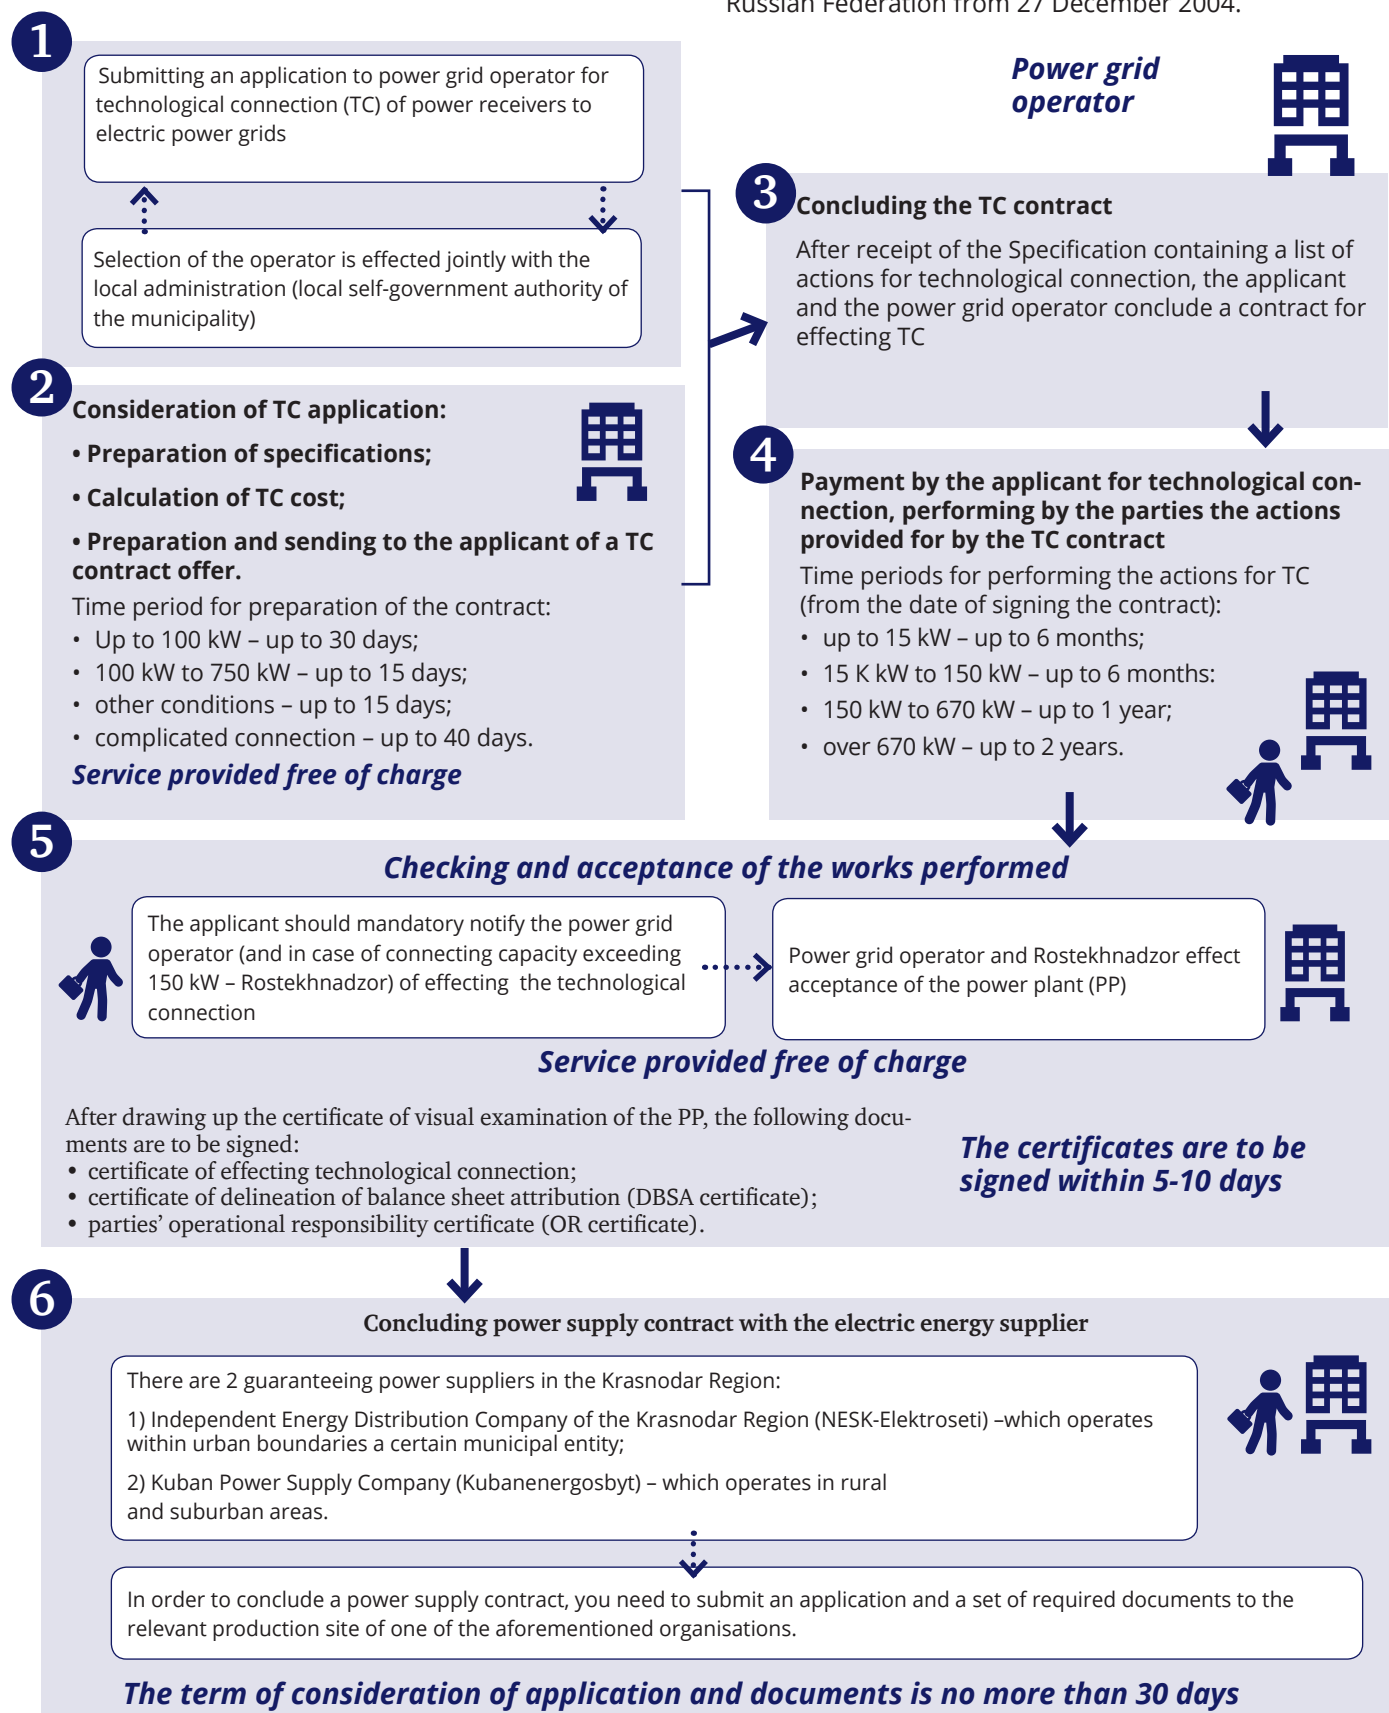 Russian Federation from 27 December 2004.
1
Submitting an application to power grid operator for
technological connection (TC) of power receivers to
electric power grids
Selection of the operator is effected jointly with the
local administration (local self-government authority of
the municipality)
2
Consideration of TC application:
• Preparation of specifications;
• Calculation of TC cost;
• Preparation and sending to the applicant of a TC
contract offer.
Time period for preparation of the contract:
• Up to 100 kW – up to 30 days;
• 100 kW to 750 kW – up to 15 days;
• other conditions – up to 15 days;
• complicated connection – up to 40 days.
Service provided free of charge
Power grid
operator
3
Concluding the TC contract
After receipt of the Specification containing a list of
actions for technological connection, the applicant
and the power grid operator conclude a contract for
effecting TC
4
Payment by the applicant for technological con-
nection, performing by the parties the actions
provided for by the TC contract
Time periods for performing the actions for TC
(from the date of signing the contract):
• up to 15 kW – up to 6 months;
• 15 К kW to 150 kW – up to 6 months:
• 150 kW to 670 kW – up to 1 year;
• over 670 kW – up to 2 years.
5
Checking and acceptance of the works performed
The applicant should mandatory notify the power grid
operator (and in case of connecting capacity exceeding
150 kW – Rostekhnadzor) of effecting the technological
connection
Power grid operator and Rostekhnadzor effect
acceptance of the power plant (PP)
Service provided free of charge
After drawing up the certificate of visual examination of the PP, the following docu-
ments are to be signed:
• certificate of effecting technological connection;
• certificate of delineation of balance sheet attribution (DBSA certificate);
• parties’ operational responsibility certificate (OR certificate).
The certificates are to be
signed within 5-10 days
6
Concluding power supply contract with the electric energy supplier
There are 2 guaranteeing power suppliers in the Krasnodar Region:
1) Independent Energy Distribution Company of the Krasnodar Region (NESK-Elektroseti) –which operates
within urban boundaries a certain municipal entity;
2) Kuban Power Supply Company (Kubanenergosbyt) – which operates in rural
and suburban areas.
In order to conclude a power supply contract, you need to submit an application and a set of required documents to the
relevant production site of one of the aforementioned organisations.
The term of consideration of application and documents is no more than 30 days